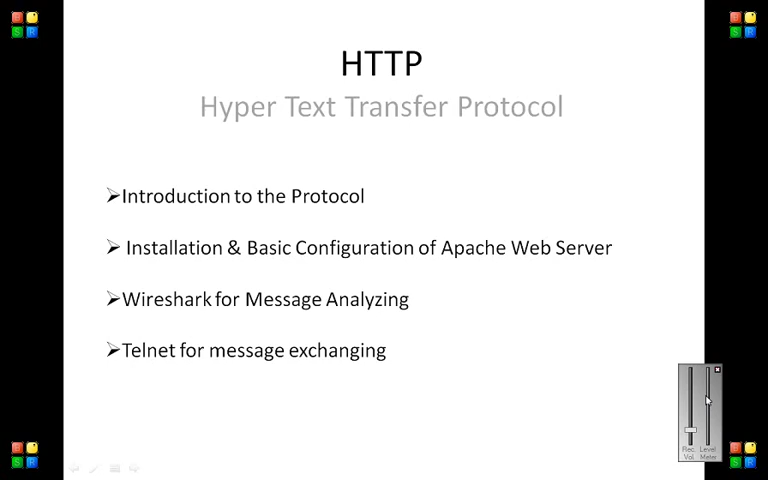 HTTP
Hyper Text Transfer Protocol
➢Introduction to the Protocol
➢ Installation & Basic Configuration of Apache Web Server
➢Wireshark for Message Analyzing
➢Telnet for message exchanging
Rec. Level
Vol Meter
B
S R
B
S R
B
S R
B
S R